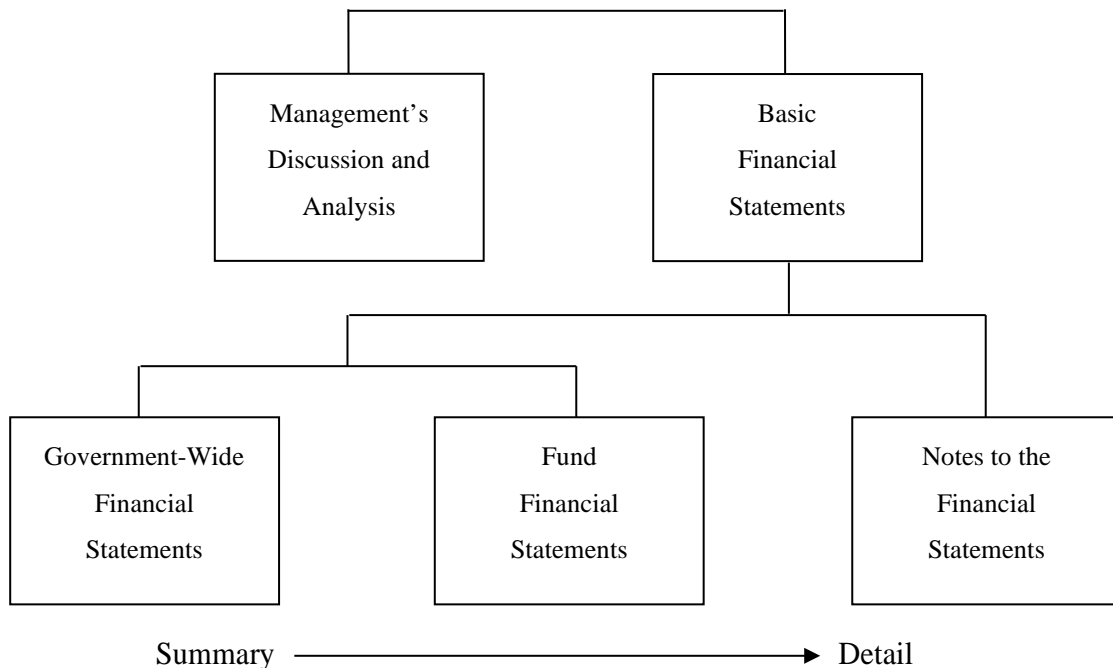 Management’s
Discussion and
Analysis
Basic
Financial
Statements
Government-Wide
Financial
Statements
Fund
Financial
Statements
Notes to the
Financial
Statements
Summary
Detail